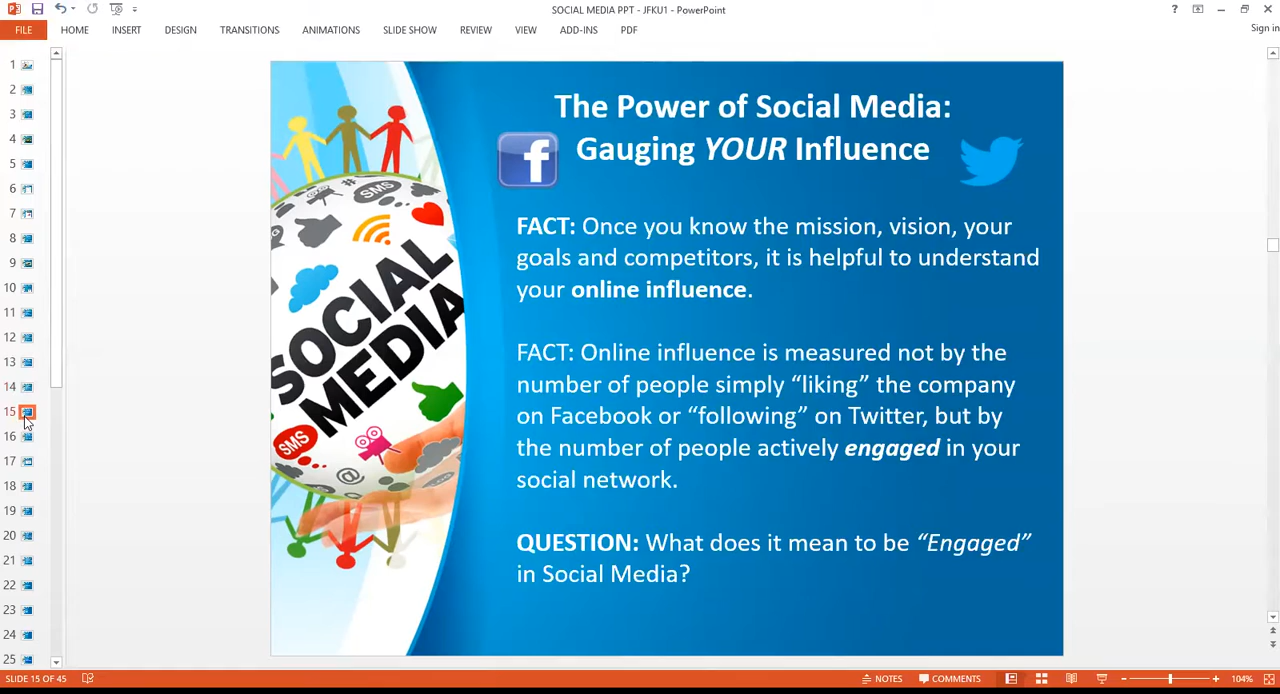 SOCIAL MEDIA PPT - JFKU1 - PowerPoint
?
FILE HOME INSERT DESIGN TRANSITIONS ANIMATIONS SLIDE SHOW REVIEW VIEW ADD-INS PDF
Sign in
1
2
3
4
5
6
7
8
9
10
11
12
13
14
15
16
17
18
19
20
21
22
23
24
25
The Power of Social Media:
f
Gauging YOUR Influence
SMS
#
SOCIAL
MEDIA
SMS
@
FACT: Once you know the mission, vision, your
goals and competitors, it is helpful to understand
your online influence.
FACT: Online influence is measured not by the
number of people simply “liking” the company
on Facebook or “following” on Twitter, but by
the number of people actively engaged in your
social network.
QUESTION: What does it mean to be “Engaged”
in Social Media?
SLIDE 15 OF 45
NOTES COMMENTS 104%